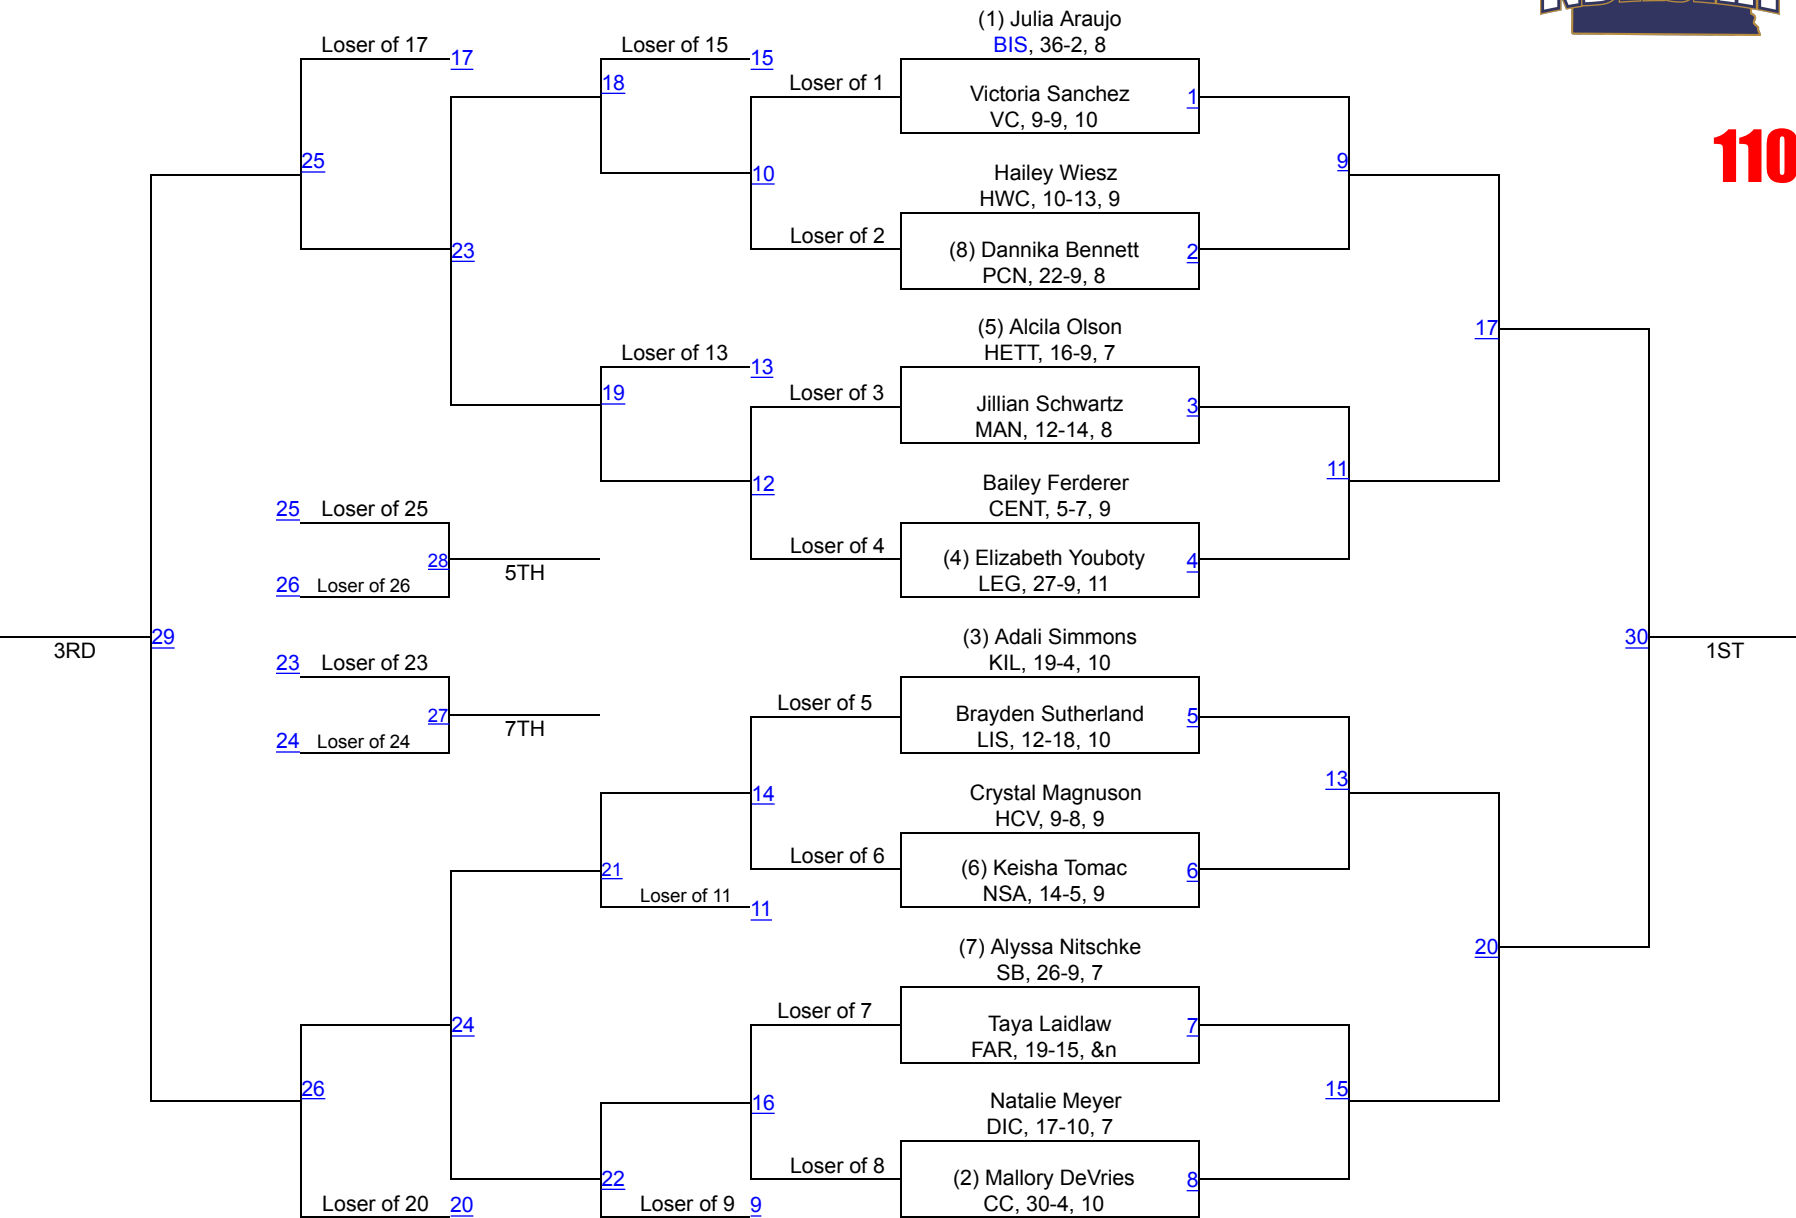 (1) Julia Araujo
BIS, 36-2, 8
Loser of 17
17
Loser of 15
15
18
Loser of 1
Victoria Sanchez
VC, 9-9, 10
1
110
25
10
Hailey Wiesz
HWC, 10-13, 9
9
23
Loser of 2
(8) Dannika Bennett
PCN, 22-9, 8
2
(5) Alcila Olson
HETT, 16-9, 7
17
Loser of 13
13
19
Loser of 3
Jillian Schwartz
MAN, 12-14, 8
3
12
Bailey Ferderer
CENT, 5-7, 9
11
25
Loser of 25
28
5TH
26
Loser of 26
Loser of 4
(4) Elizabeth Youboty
LEG, 27-9, 11
4
3RD
29
(3) Adali Simmons
KIL, 19-4, 10
30
1ST
23
Loser of 23
27
7TH
24
Loser of 24
Loser of 5
Brayden Sutherland
LIS, 12-18, 10
5
14
Crystal Magnuson
HCV, 9-8, 9
13
21
Loser of 11
11
Loser of 6
(6) Keisha Tomac
NSA, 14-5, 9
6
(7) Alyssa Nitschke
SB, 26-9, 7
20
24
Loser of 7
Taya Laidlaw
FAR, 19-15, &n
7
26
16
Natalie Meyer
DIC, 17-10, 7
15
22
Loser of 8
(2) Mallory DeVries
CC, 30-4, 10
8
Loser of 20
20
Loser of 9
9